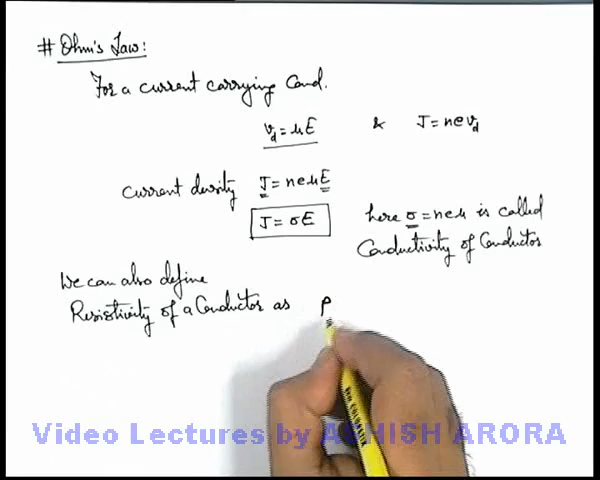 # Ohm's Law:
For a current carrying Cond.
v_d = μE & J = nev_d
current density J = neμE
J = σE
here σ = neμ is called
Conductivity of Conductor
We can also define
Resistivity of a Conductor as ρ
Video Lectures by ASHISH ARORA